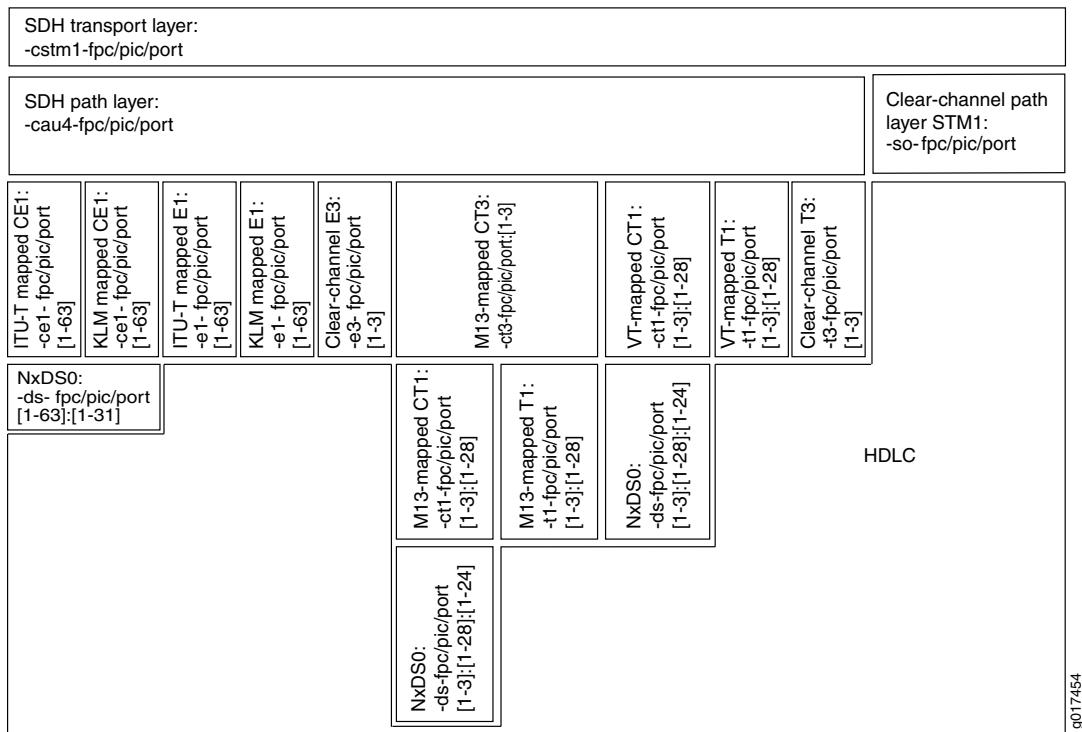 SDH transport layer:
-cstm1-fpc/pic/port
SDH path layer:
-cau4-fpc/pic/port
Clear-channel path
layer STM1:
-so-fpc/pic/port
ITU-T mapped CE1:
-ce1- fpc/pic/port
[1-63]
KLM mapped CE1:
-ce1- fpc/pic/port
[1-63]
ITU-T mapped E1:
-e1- fpc/pic/port
[1-63]
KLM mapped E1:
-e1- fpc/pic/port
[1-63]
Clear-channel E3:
-e3- fpc/pic/port
[1-3]
M13-mapped CT3:
-ct3-fpc/pic/port:[1-3]
VT-mapped CT1:
-ct1-fpc/pic/port
[1-3]:[1-28]
VT-mapped T1:
-t1-fpc/pic/port
[1-3]:[1-28]
Clear-channel T3:
-t3-fpc/pic/port
[1-3]
NxDS0:
-ds- fpc/pic/port
[1-63]:[1-31]
M13-mapped CT1:
-ct1-fpc/pic/port
[1-3]:[1-28]
M13-mapped T1:
-t1-fpc/pic/port
[1-3]:[1-28]
NxDS0:
-ds-fpc/pic/port
[1-3]:[1-28]:[1-24]
HDLC
NxDS0:
-ds-fpc/pic/port
[1-3]:[1-28]:[1-24]
g017454